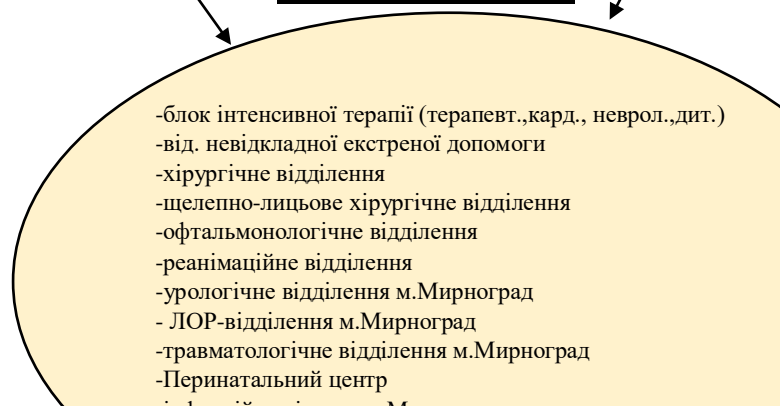 -блок інтенсивної терапії (терапевт.,кард., неврол.,дит.)
-від. невідкладної екстреної допомоги
-хірургічне відділення
-щелепно-лицьове хірургічне відділення
-офтальмонологічне відділення
-реанімаційне відділення
-урологічне відділення м.Мирноград
- ЛОР-відділення м.Мирноград
-травматологічне відділення м.Мирноград
-Перинатальний центр